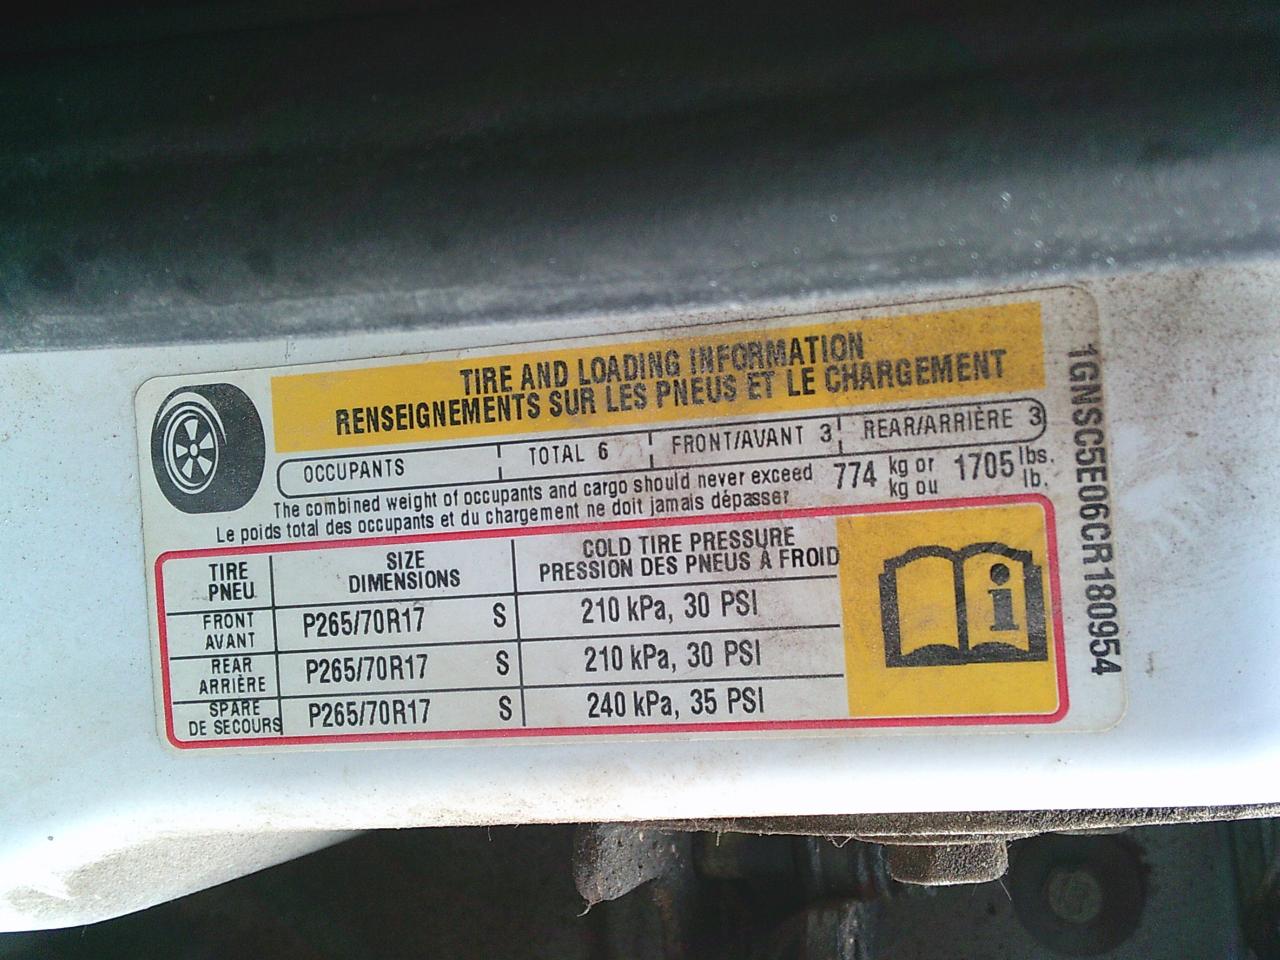 TIRE AND LOADING INFORMATION
RENSEIGNEMENTS SUR LES PNEUS ET LE CHARGEMENT
OCCUPANTS TOTAL 6 FRONT/AVANT 3 REAR/ARRIÈRE 3
The combined weight of occupants and cargo should never exceed 774 kg or 1705 lbs.
Le poids total des occupants et du chargement ne doit jamais dépasser kg ou lb.
TIRE SIZE COLD TIRE PRESSURE
PNEU DIMENSIONS PRESSION DES PNEUS À FROID
FRONT AVANT P265/70R17 S 210 kPa, 30 PSI
REAR ARRIÈRE P265/70R17 S 210 kPa, 30 PSI
SPARE DE SECOURS P265/70R17 S 240 kPa, 35 PSI
1GNSC5E06CR180954